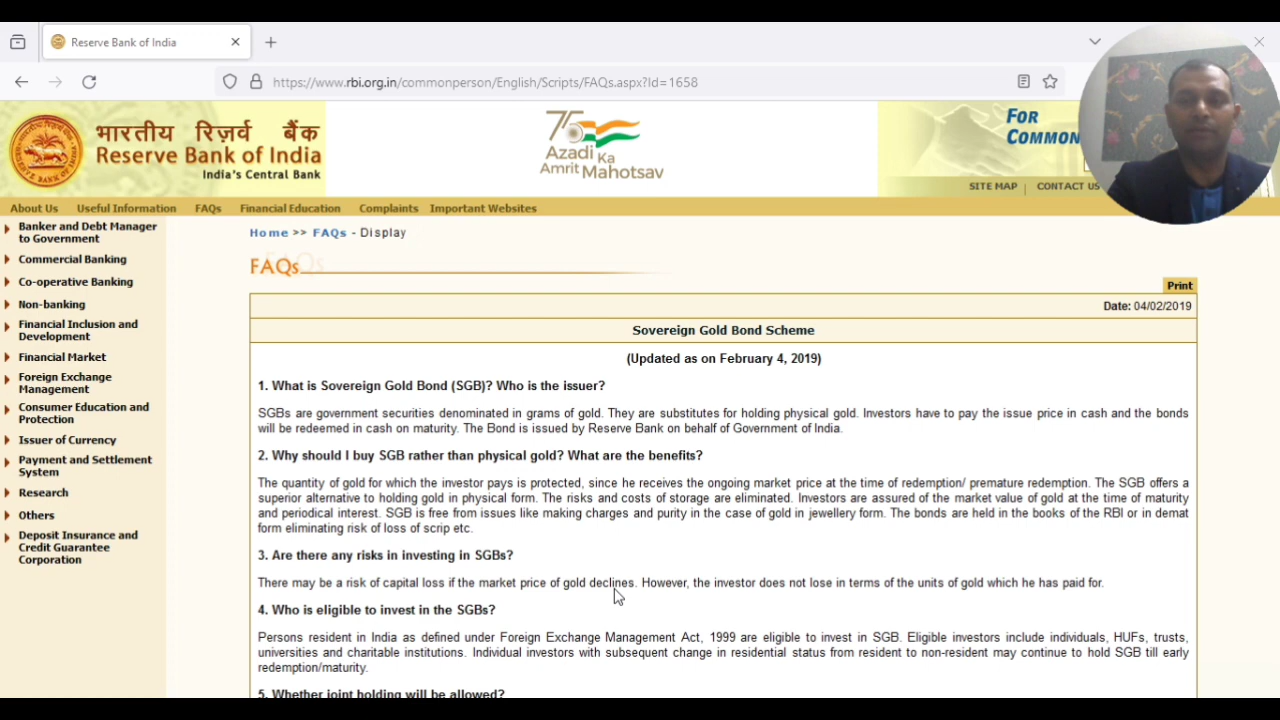 Reserve Bank of India
https://www.rbi.org.in/commonperson/English/Scripts/FAQs.aspx?Id=1658
भारतीय रिज़र्व बैंक
Reserve Bank of India
India's Central Bank
75
Azadi Ka
Amrit Mahotsav
FOR
COMMON
SITE MAP | CONTACT US
About Us Useful Information FAQs Financial Education Complaints Important Websites
Banker and Debt Manager
to Government
Commercial Banking
Co-operative Banking
Non-banking
Financial Inclusion and
Development
Financial Market
Foreign Exchange
Management
Consumer Education and
Protection
Issuer of Currency
Payment and Settlement
System
Research
Others
Deposit Insurance and
Credit Guarantee
Corporation
Home >> FAQs - Display
FAQs
Print
Date: 04/02/2019
Sovereign Gold Bond Scheme
(Updated as on February 4, 2019)
1. What is Sovereign Gold Bond (SGB)? Who is the issuer?
SGBs are government securities denominated in grams of gold. They are substitutes for holding physical gold. Investors have to pay the issue price in cash and the bonds
will be redeemed in cash on maturity. The Bond is issued by Reserve Bank on behalf of Government of India.
2. Why should I buy SGB rather than physical gold? What are the benefits?
The quantity of gold for which the investor pays is protected, since he receives the ongoing market price at the time of redemption/ premature redemption. The SGB offers a
superior alternative to holding gold in physical form. The risks and costs of storage are eliminated. Investors are assured of the market value of gold at the time of maturity
and periodical interest. SGB is free from issues like making charges and purity in the case of gold in jewellery form. The bonds are held in the books of the RBI or in demat
form eliminating risk of loss of scrip etc.
3. Are there any risks in investing in SGBs?
There may be a risk of capital loss if the market price of gold declines. However, the investor does not lose in terms of the units of gold which he has paid for.
4. Who is eligible to invest in the SGBs?
Persons resident in India as defined under Foreign Exchange Management Act, 1999 are eligible to invest in SGB. Eligible investors include individuals, HUFs, trusts,
universities and charitable institutions. Individual investors with subsequent change in residential status from resident to non-resident may continue to hold SGB till early
redemption/maturity.
5. Whether joint holding will be allowed?